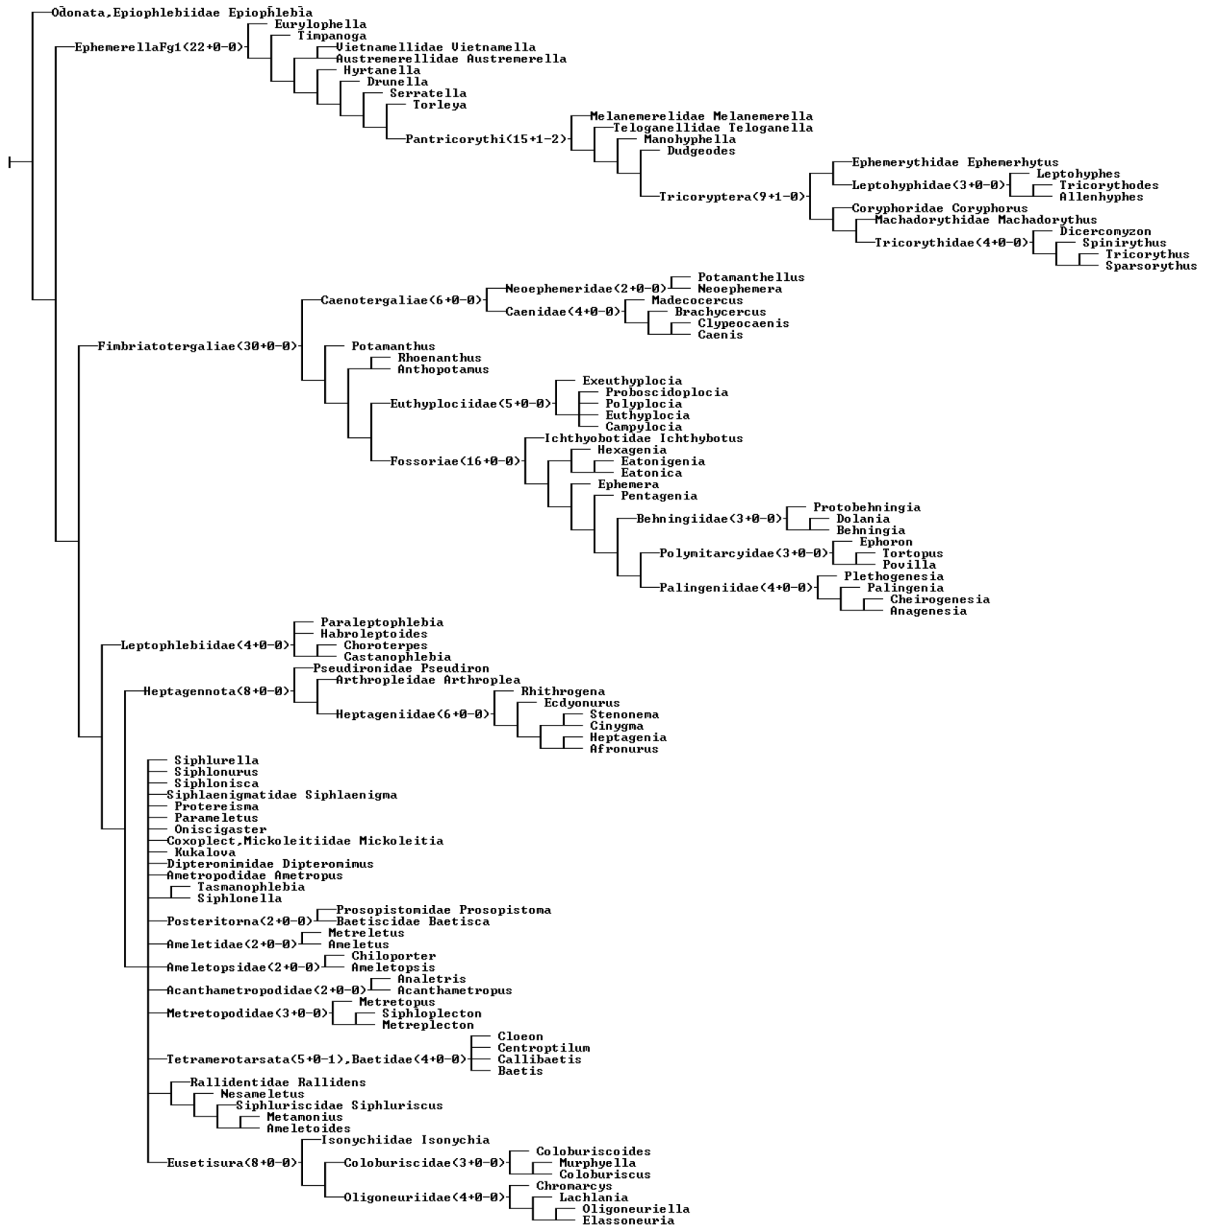 Odonata,Epiophlebiidae Epiophlebia
Eurylophella
EphemerellaFg1(22+0-0)
Timpanoga
Vietnamellidae Vietnamella
Austremerellidae Austremerella
Hyrtanella
Drunella
Serratella
Torleya
Pantricorythi(15+1-2)
Melanemerelidae Melanemerella
Teloganellidae Teloganella
Manohyphella
Dudgeodes
Tricoryptera(9+1-0)
Ephemerythidae Ephemerhytus
Leptohyphidae(3+0-0)
Leptohyphes
Tricorythodes
Allenhyphes
Coryphoridae Coryphorus
Machadorythidae Machadorythus
Tricorythidae(4+0-0)
Dicercomyzon
Spinirythus
Tricorythus
Sparsorythus
Fimbriatotergaliae(30+0-0)
Caenotergaliae(6+0-0)
Neoephemeridae(2+0-0)
Potamanthellus
Neoephemera
Caenidae(4+0-0)
Madecocercus
Brachycercus
Clypeocaenis
Caenis
Potamanthus
Rhoenanthus
Anthopotamus
Euthyplociidae(5+0-0)
Exeuthyplocia
Proboscidoplocia
Polyplocia
Euthyplocia
Campylocia
Fossoriae(16+0-0)
Ichthyobotidae Ichthybotus
Hexagenia
Eatonigenia
Eatonica
Ephemera
Pentagenia
Behningiidae(3+0-0)
Protobehningia
Dolania
Behningia
Polymitarcyidae(3+0-0)
Ephoron
Tortopus
Povilla
Palingeniidae(4+0-0)
Plethogenesia
Palingenia
Cheirogenesia
Anagenesia
Leptophlebiidae(4+0-0)
Paraleptophlebia
Habroleptoides
Choroterpes
Castanophlebia
Heptagennota(8+0-0)
Pseudironidae Pseudiron
Arthropleidae Arthroplea
Heptageniidae(6+0-0)
Rhithrogena
Ecdyonurus
Stenonema
Cinygma
Heptagenia
Afronurus
Siphlurella
Siphlonurus
Siphlonisca
Siphlaenigmatidae Siphlaenigma
Protereisma
Parameletus
Oniscigaster
Coxoplect,Mickoleitiidae Mickoleitia
Kukalova
Dipteromimidae Dipteromimus
Ametropodidae Ametropus
Tasmanophlebia
Siphlonella
Posteritorna(2+0-0)
Prosopistomidae Prosopistoma
Baetiscidae Baetisca
Ameletidae(2+0-0)
Metreletus
Ameletus
Ameletopsidae(2+0-0)
Chiloporter
Ameletopsis
Acanthametropodidae(2+0-0)
Analetris
Acanthametropus
Metretopodidae(3+0-0)
Metretopus
Siphloplecton
Metreplecton
Tetramerotarsata(5+0-1),Baetidae(4+0-0)
Cloeon
Centroptilum
Callibaetis
Baetis
Rallidentidae Rallidens
Nesameletus
Siphluriscidae Siphluriscus
Metamonius
Ameletoides
Eusetisura(8+0-0)
Isonychiidae Isonychia
Coloburiscidae(3+0-0)
Coloburiscoides
Murphyella
Coloburiscus
Oligoneuriidae(4+0-0)
Chromarcys
Lachlania
Oligoneuriella
Elassoneuria